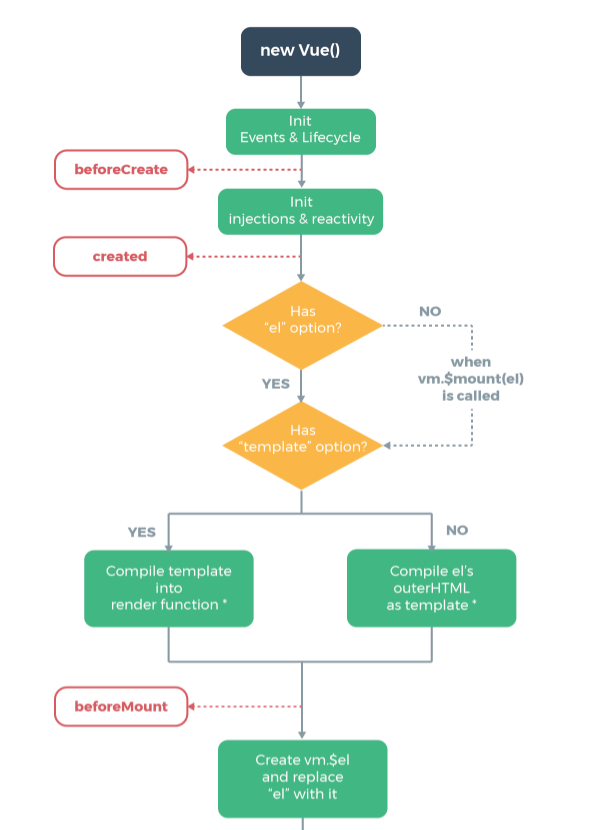 new Vue()
Init
Events & Lifecycle
beforeCreate
Init
injections & reactivity
created
Has
“el” option?
NO
when
vm.$mount(el)
is called
YES
Has
“template” option?
YES
NO
Compile template
into
render function *
Compile el’s
outerHTML
as template *
beforeMount
Create vm.$el
and replace
“el” with it